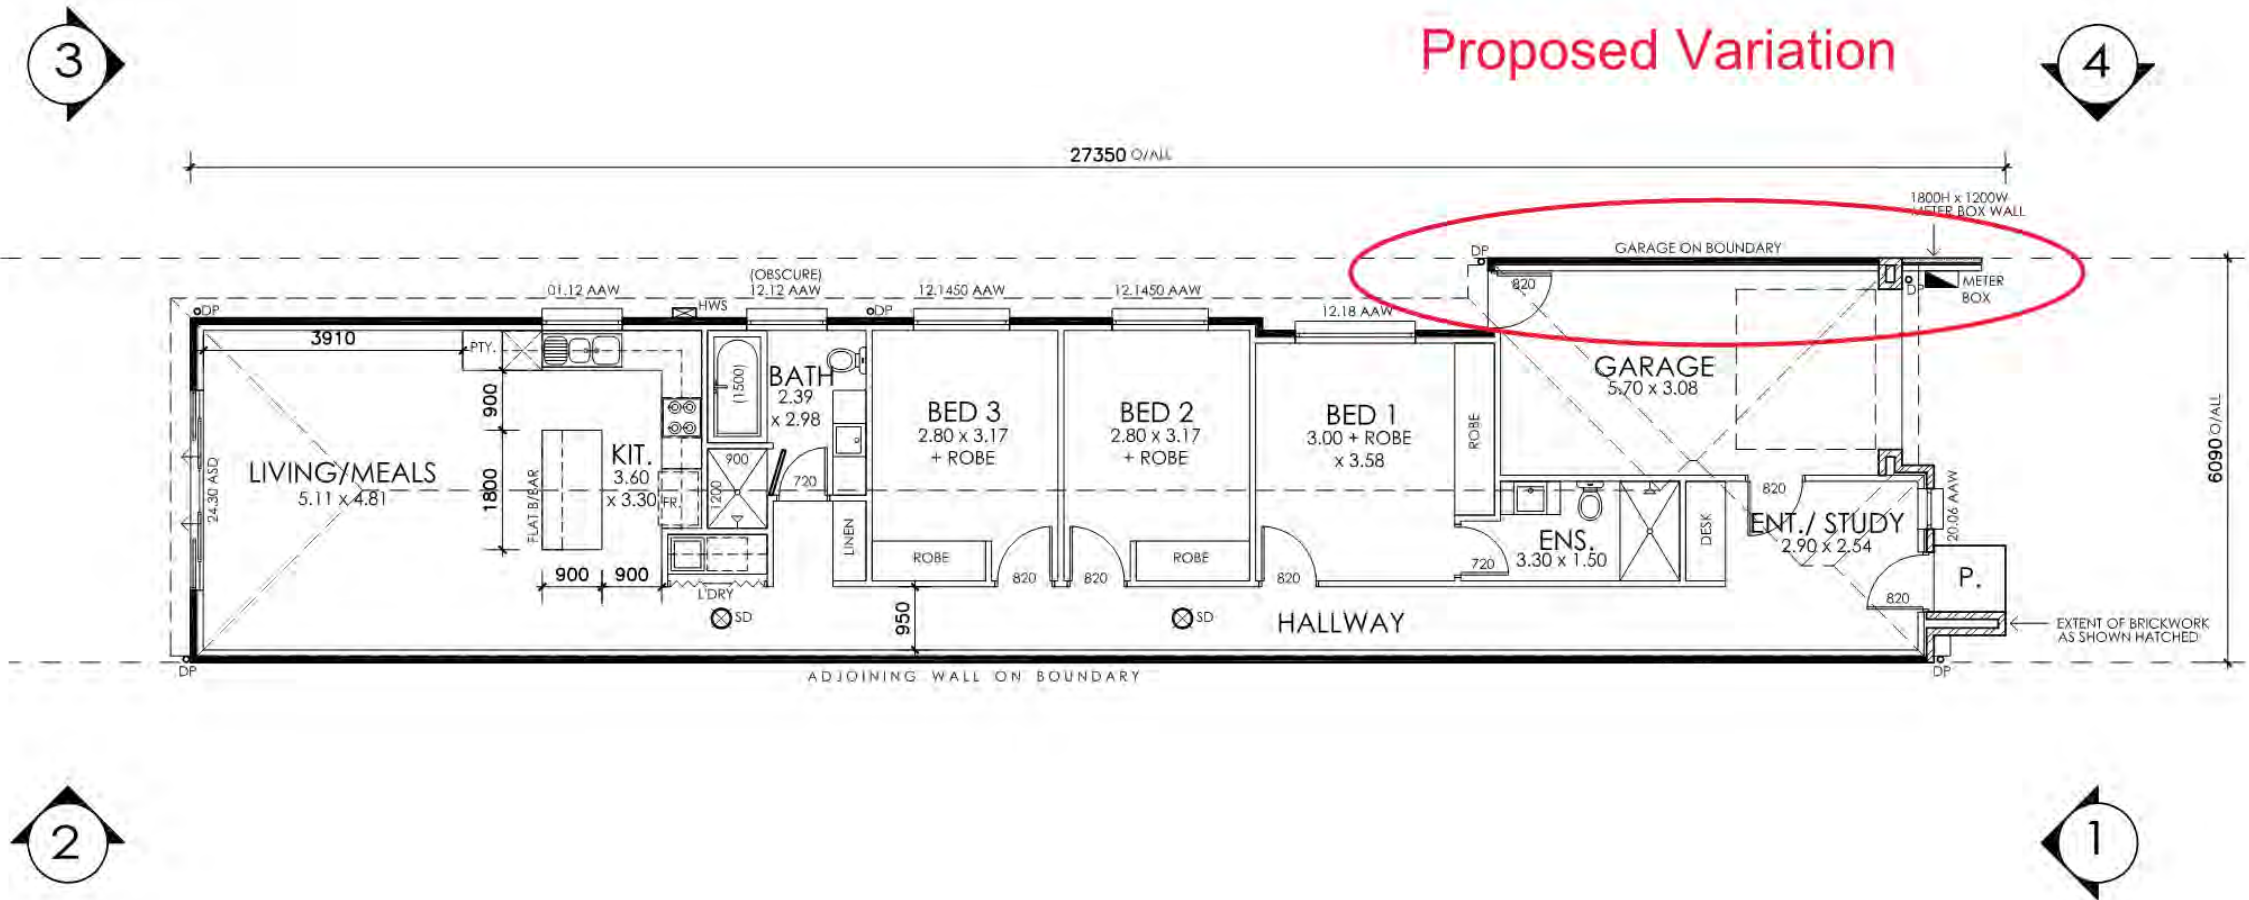 Proposed Variation
3
4
27350 O/ALL
1800H x 1200W
METER BOX WALL
GARAGE ON BOUNDARY
DP
820
DP
METER
BOX
(OBSCURE)
01.12 AAW
12.12 AAW
12.1450 AAW
12.1450 AAW
12.18 AAW
DP
HWS
DP
3910
PTY.
900
1800
FLAT B/BAR
900
900
24.30 ASD
LIVING/MEALS
5.11 x 4.81
KIT.
3.60
x 3.30
FR.
(1500)
BATH
2.39
x 2.98
900
1200
720
LINEN
L'DRY
SD
BED 3
2.80 x 3.17
+ ROBE
ROBE
820
950
BED 2
2.80 x 3.17
+ ROBE
820
ROBE
SD
BED 1
3.00 + ROBE
x 3.58
ROBE
820
HALLWAY
GARAGE
5.70 x 3.08
ENS.
3.30 x 1.50
720
DESK
820
ENT./ STUDY
2.90 x 2.54
20.06 AAW
820
P.
6090 O/ALL
EXTENT OF BRICKWORK
AS SHOWN HATCHED
DP
ADJOINING WALL ON BOUNDARY
DP
2
1